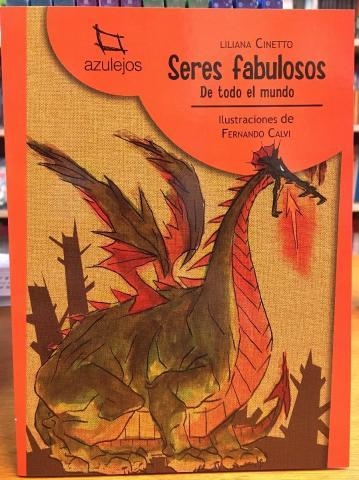 azulejos
LILIANA CINETTO
Seres fabulosos
De todo el mundo
Ilustraciones de
FERNANDO CALVI